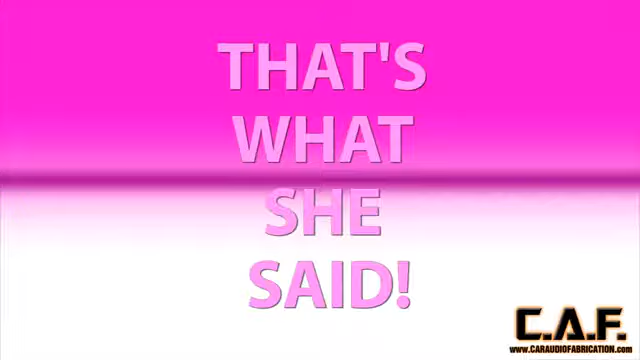 THAT'S
WHAT
SHE
SAID!
C.A.F.
www.CARAUDIOFABRICATION.com